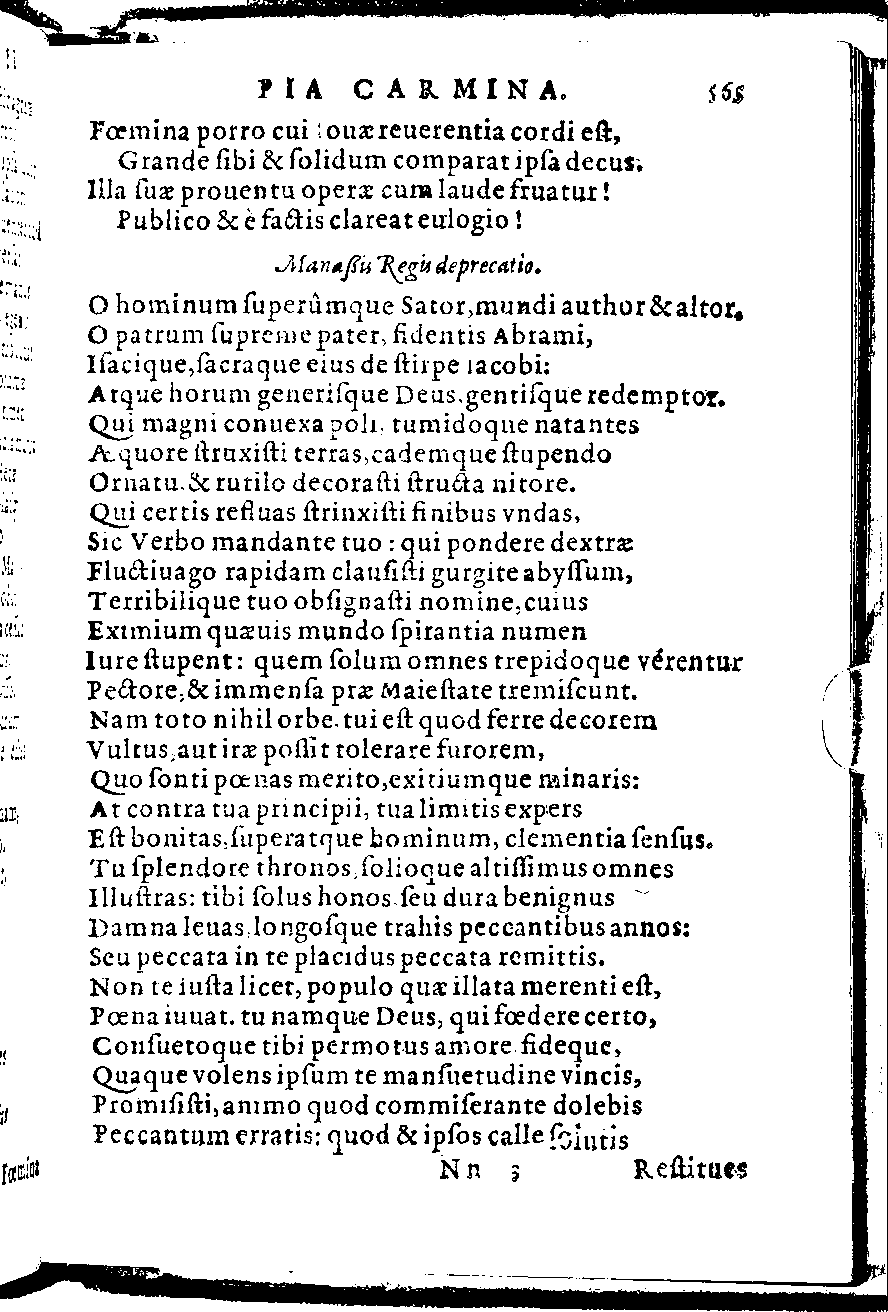 PIA CARMINA. 565
Fœmina porro cui Iouæ reuerentia cordi eſt,
Grande ſibi & ſolidum comparat ipſa decus.
Illa ſuæ prouentu operæ cum laude fruatur!
Publico & è factis clareat eulogio!
Manaßis Regis deprecatio.
O hominum ſuperûmque Sator, mundi author & altor.
O patrum ſupreme pater, fidentis Abrami,
Iſacique, ſacraque eius de ſtirpe Iacobi:
Atque horum generiſque Deus, gentiſque redemptor.
Qui magni conuexa poli, tumidoque natantes
Æquore ſtruxiſti terras, eademque ſtupendo
Ornatu, & rutilo decoraſti ſtructa nitore.
Qui certis refluas ſtrinxiſti finibus vndas,
Sic Verbo mandante tuo: qui pondere dextræ
Fluctiuago rapidam clauſiſti gurgite abyſſum,
Terribilique tuo obſignaſti nomine, cuius
Eximium quæuis mundo ſpirantia numen
Iure ſtupent: quem ſolum omnes trepidoque vérentur
Pectore, & immenſa præ Maieſtate tremiſcunt.
Nam toto nihil orbe, tui eſt quod ferre decorem
Vultus, aut iræ poſſit tolerare furorem,
Quo ſonti pœnas merito, exitiumque minaris:
At contra tua principii, tua limitis expers
Eſt bonitas, ſuperatque hominum, clementia ſenſus.
Tu ſplendore thronos, ſolioque altiſſimus omnes
Illuſtras: tibi ſolus honos, ſeu dura benignus
Damna leuas, longoſque trahis peccantibus annos:
Seu peccata in te placidus peccata remittis.
Non te iuſta licet, populo quæ illata merenti eſt,
Pœna iuuat. tu namque Deus, qui fœdere certo,
Conſuetoque tibi permotus amore fideque,
Quaque volens ipſum te manſuetudine vincis,
Promiſiſti, animo quod commiſerante dolebis
Peccantum erratis: quod & ipſos calle ſolutis
Nn 3 Reſtitues
Fœmina